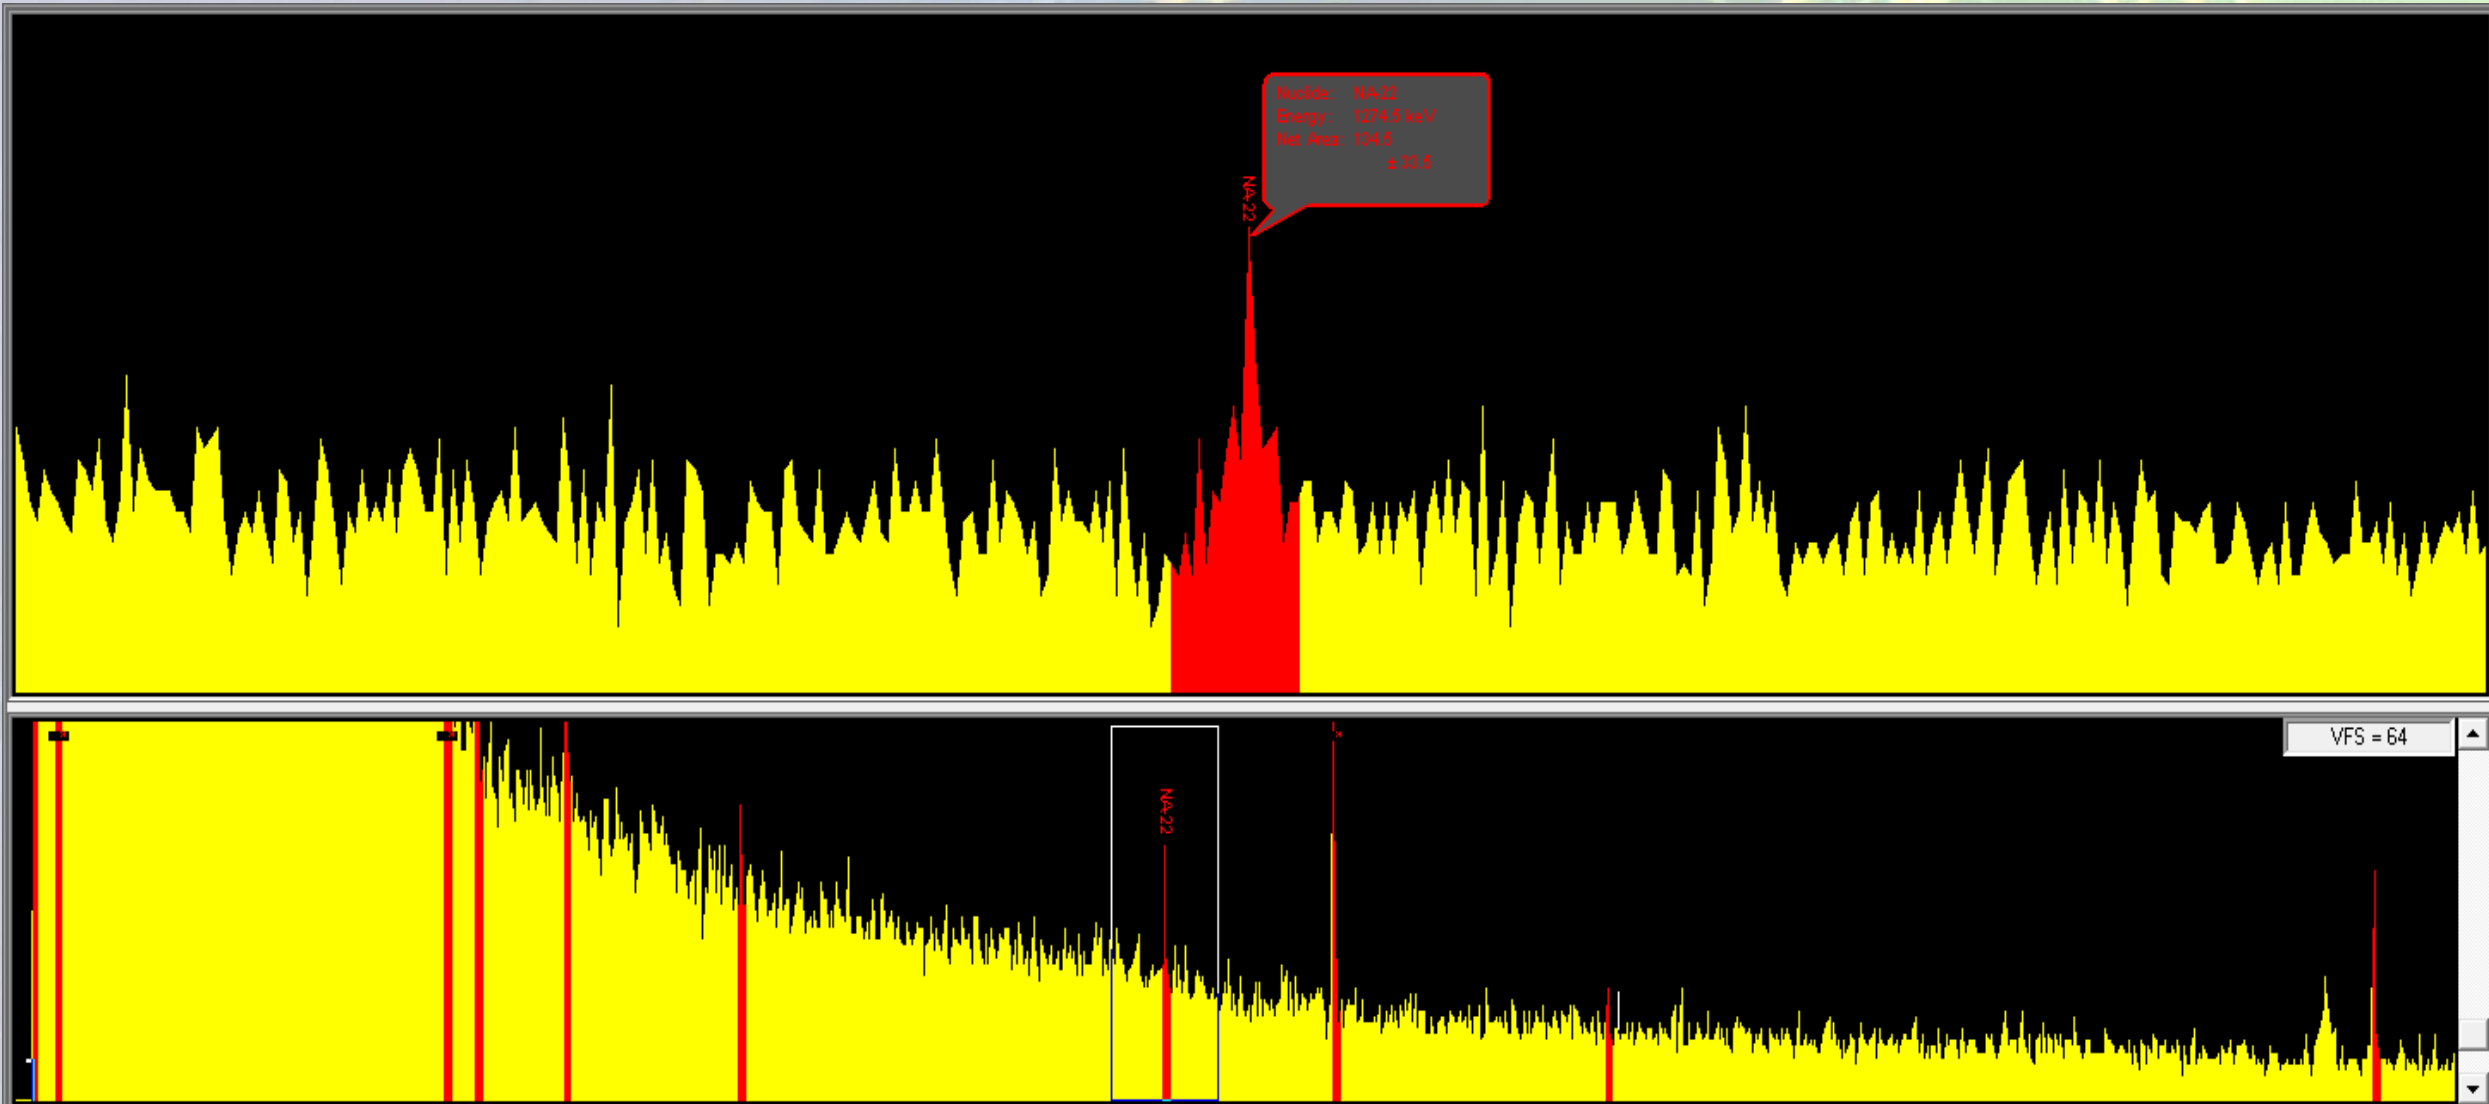 Nuclide: NA-22
Energy: 1274.5 keV
Net Area: 134.5
± 33.5
NA-22
VFS = 64
NA-22